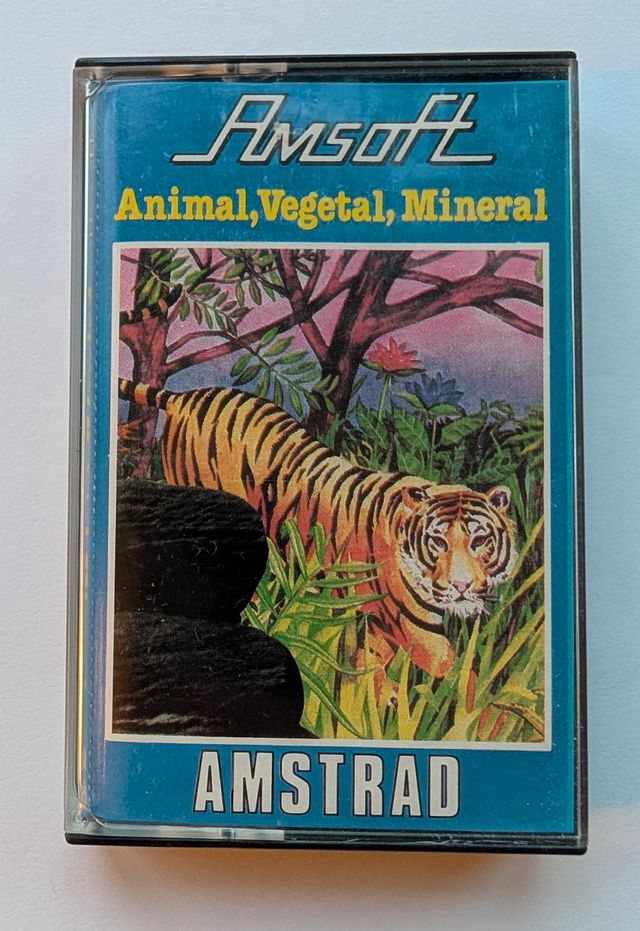 Amsoft
Animal, Vegetal, Mineral
AMSTRAD